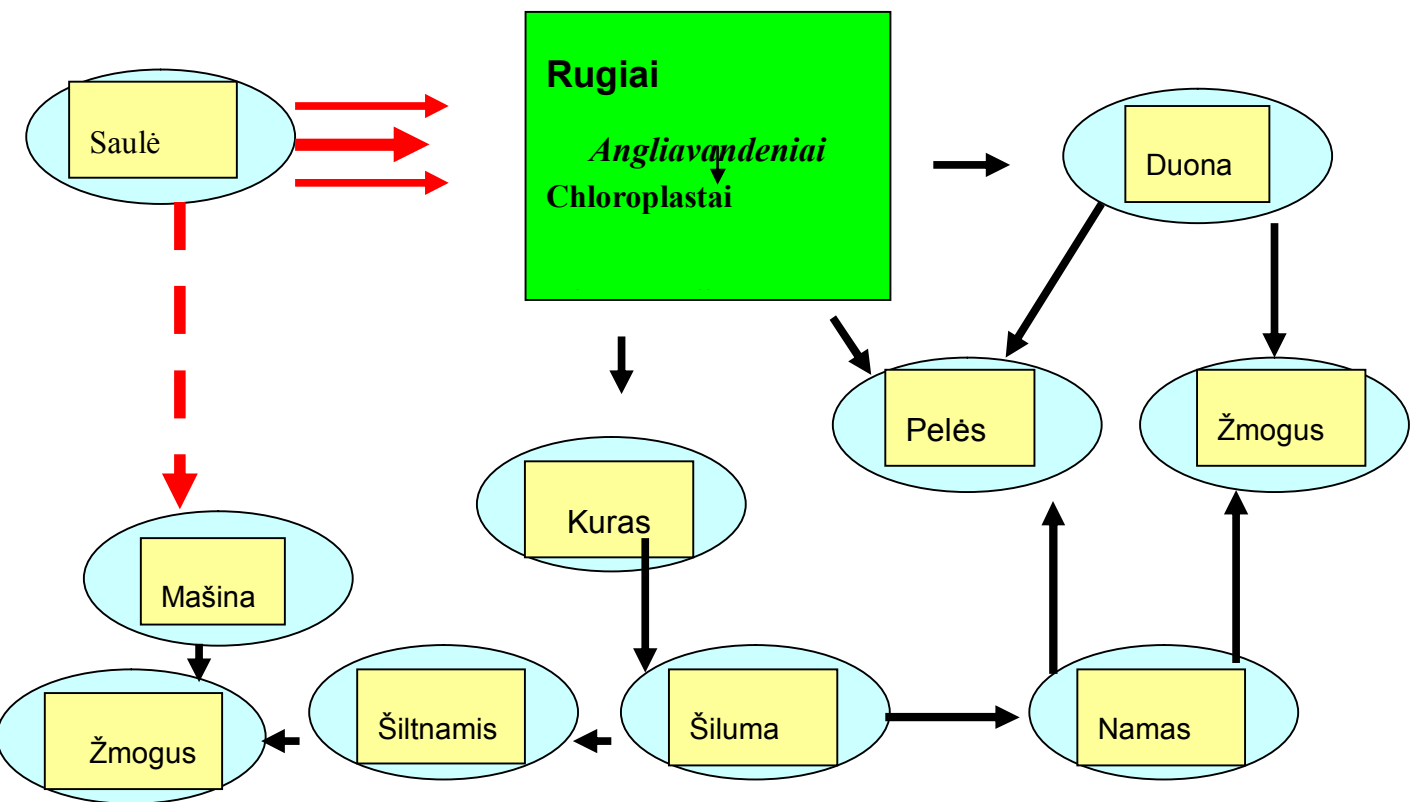 Rugiai
Saulė
Angliavandeniai
Duona
Chloroplastai
Pelės
Žmogus
Kuras
Mašina
Šiltnamis
Šiluma
Namas
Žmogus